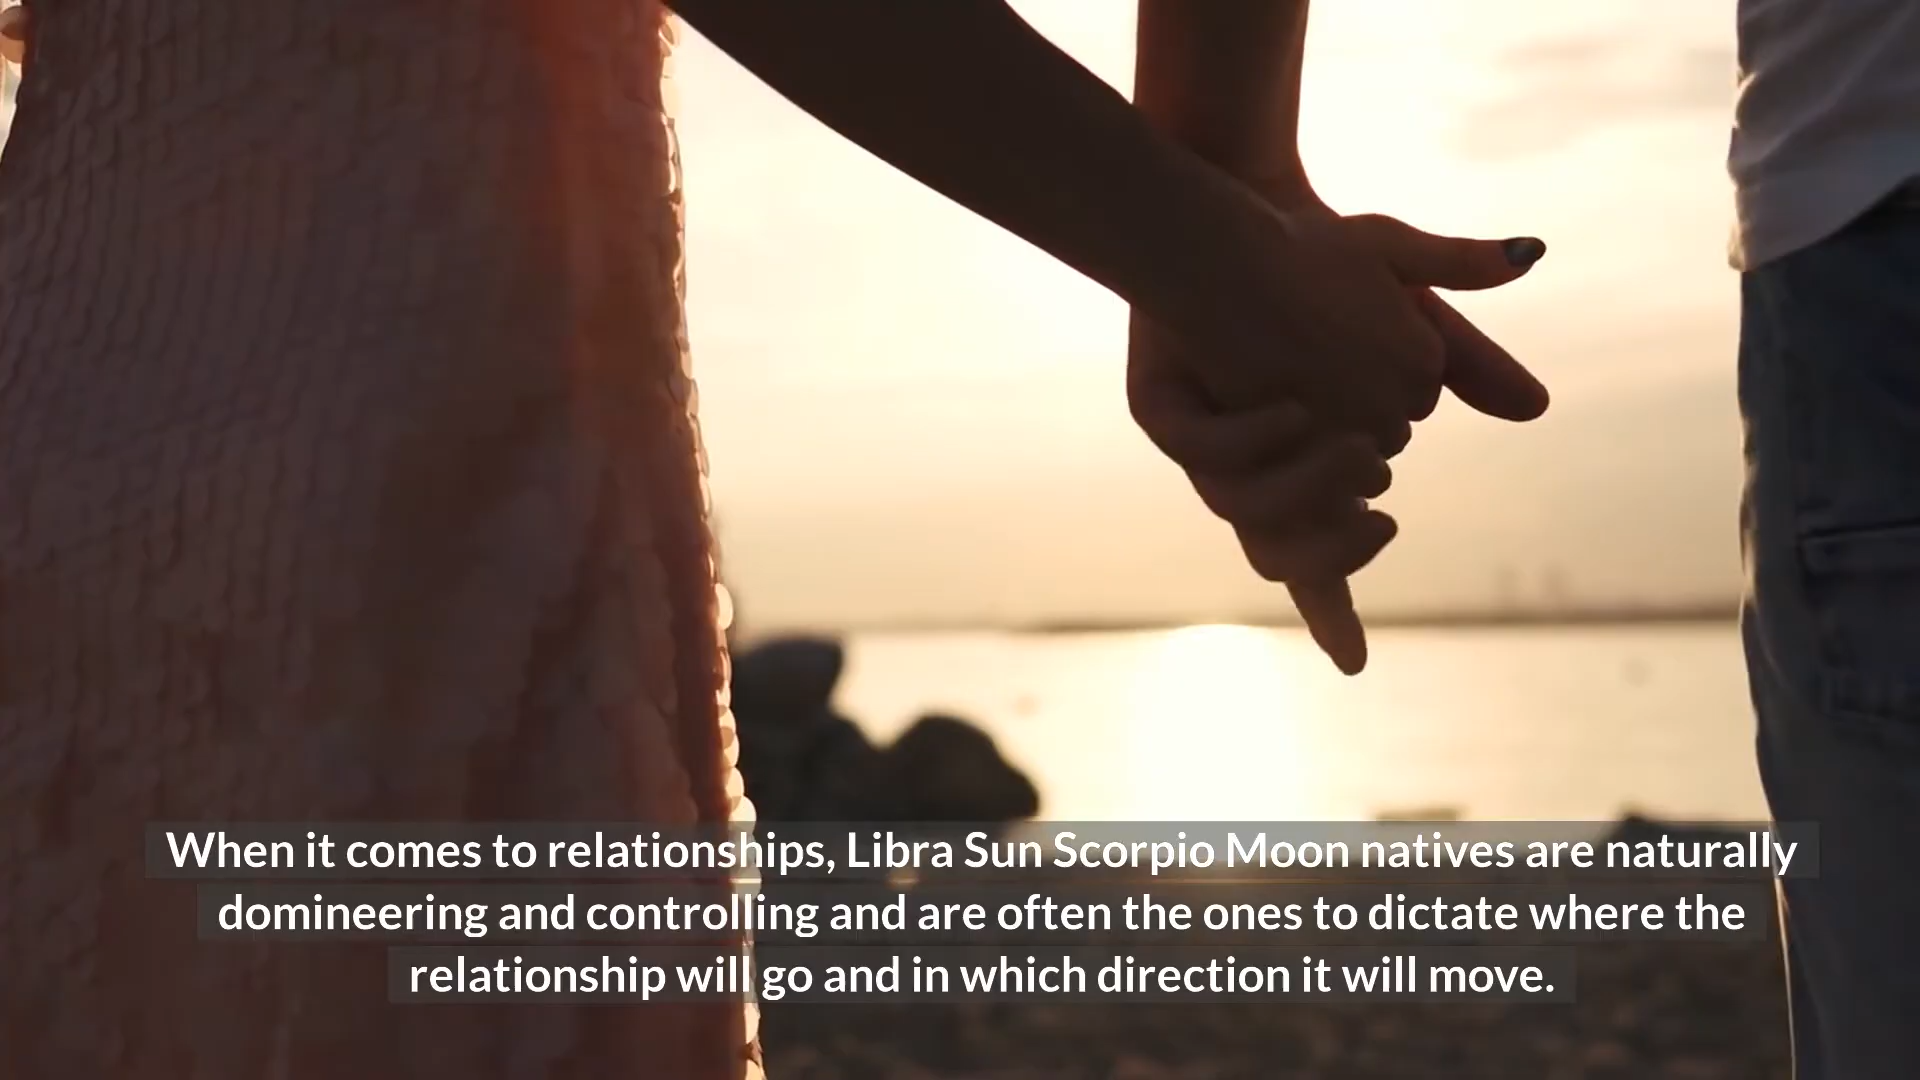 When it comes to relationships, Libra Sun Scorpio Moon natives are naturally
domineering and controlling and are often the ones to dictate where the
relationship will go and in which direction it will move.